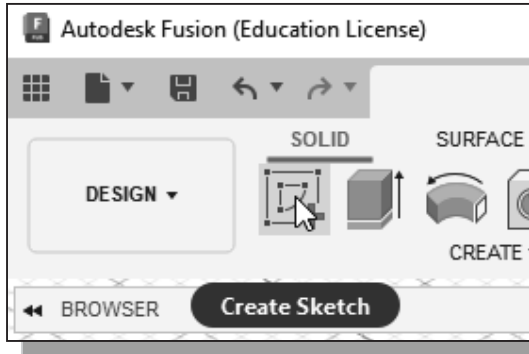 Autodesk Fusion (Education License)
SOLID SURFACE
DESIGN
CREATE
BROWSER Create Sketch